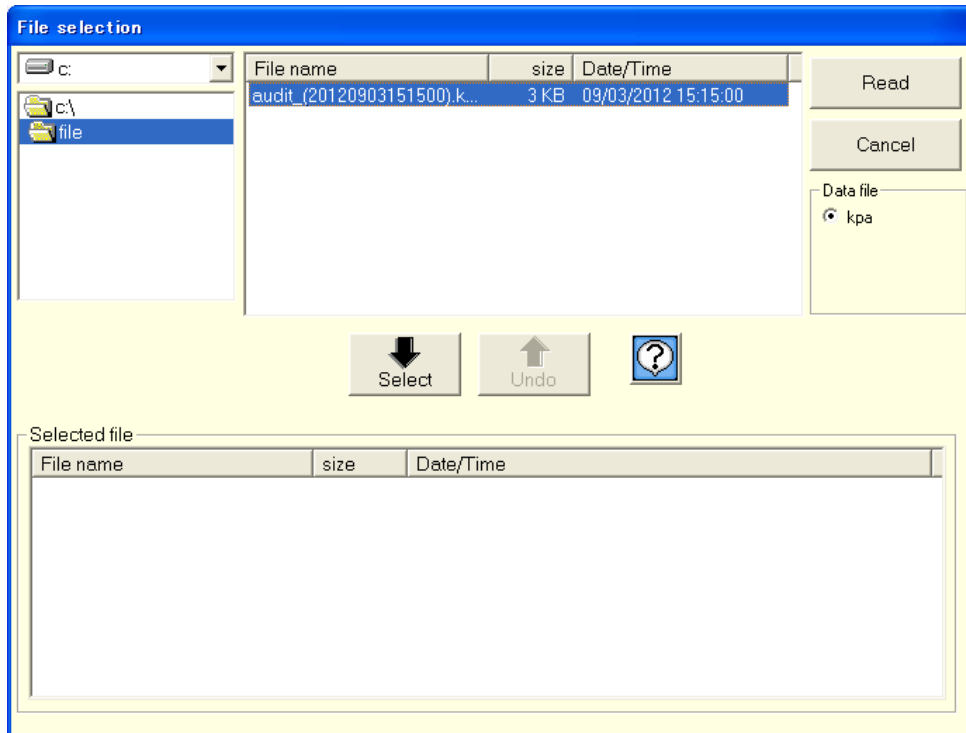 File selection
c:
c:\
file
File name size Date/Time
audit_(20120903151500).k... 3 KB 09/03/2012 15:15:00
Read
Cancel
Data file
kpa
Select
Undo
?
Selected file
File name size Date/Time